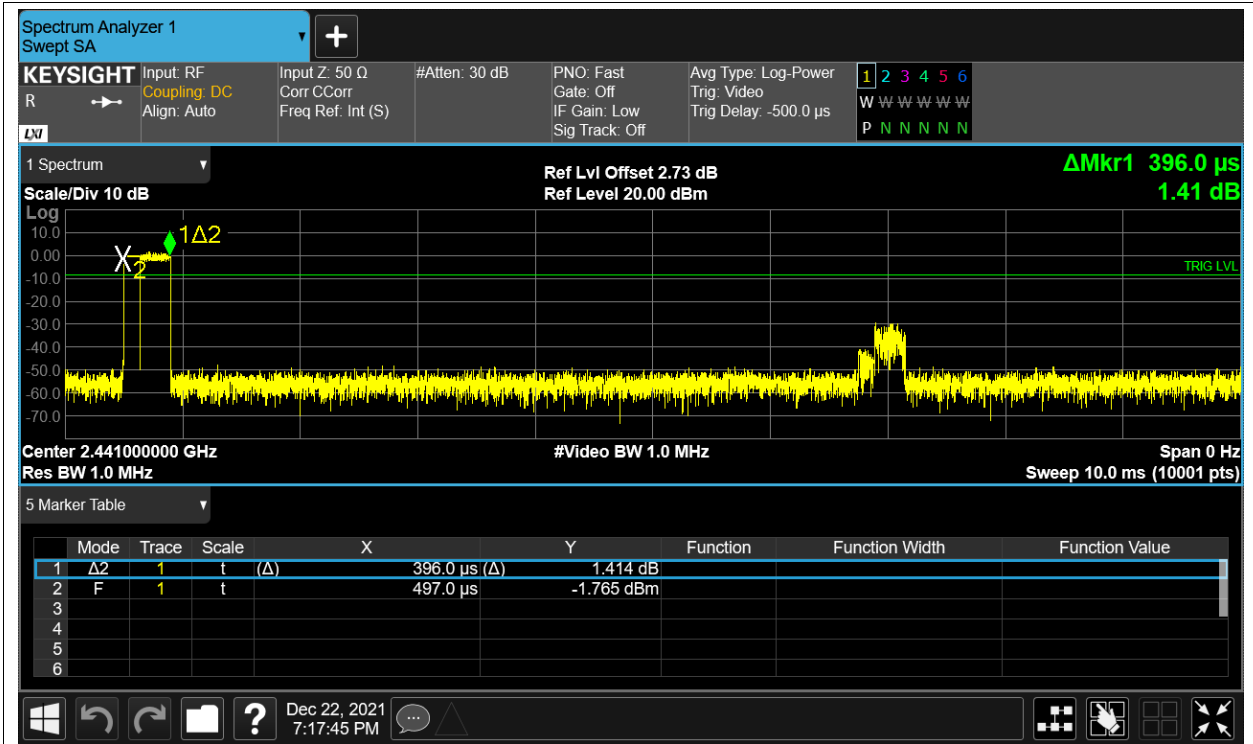 Spectrum Analyzer 1
Swept SA
+
KEYSIGHT Input: RF Input Z: 50 Ω #Atten: 30 dB PNO: Fast Avg Type: Log-Power 1 2 3 4 5 6
R Coupling: DC Corr CCorr Gate: Off Trig: Video W W W W W W
Align: Auto Freq Ref: Int (S) IF Gain: Low Trig Delay: -500.0 µs
LXI Sig Track: Off P N N N N N
1 Spectrum
Ref Lvl Offset 2.73 dB ΔMkr1 396.0 µs
Scale/Div 10 dB Ref Level 20.00 dBm 1.41 dB
Log
10.0
1Δ2
0.00
X2
TRIG LVL
-10.0
-20.0
-30.0
-40.0
-50.0
-60.0
-70.0
Center 2.441000000 GHz #Video BW 1.0 MHz Span 0 Hz
Res BW 1.0 MHz Sweep 10.0 ms (10001 pts)
5 Marker Table
Mode Trace Scale X Y Function Function Width Function Value
1 Δ2 1 t (Δ) 396.0 µs (Δ) 1.414 dB
2 F 1 t 497.0 µs -1.765 dBm
3
4
5
6
? Dec 22, 2021
7:17:45 PM